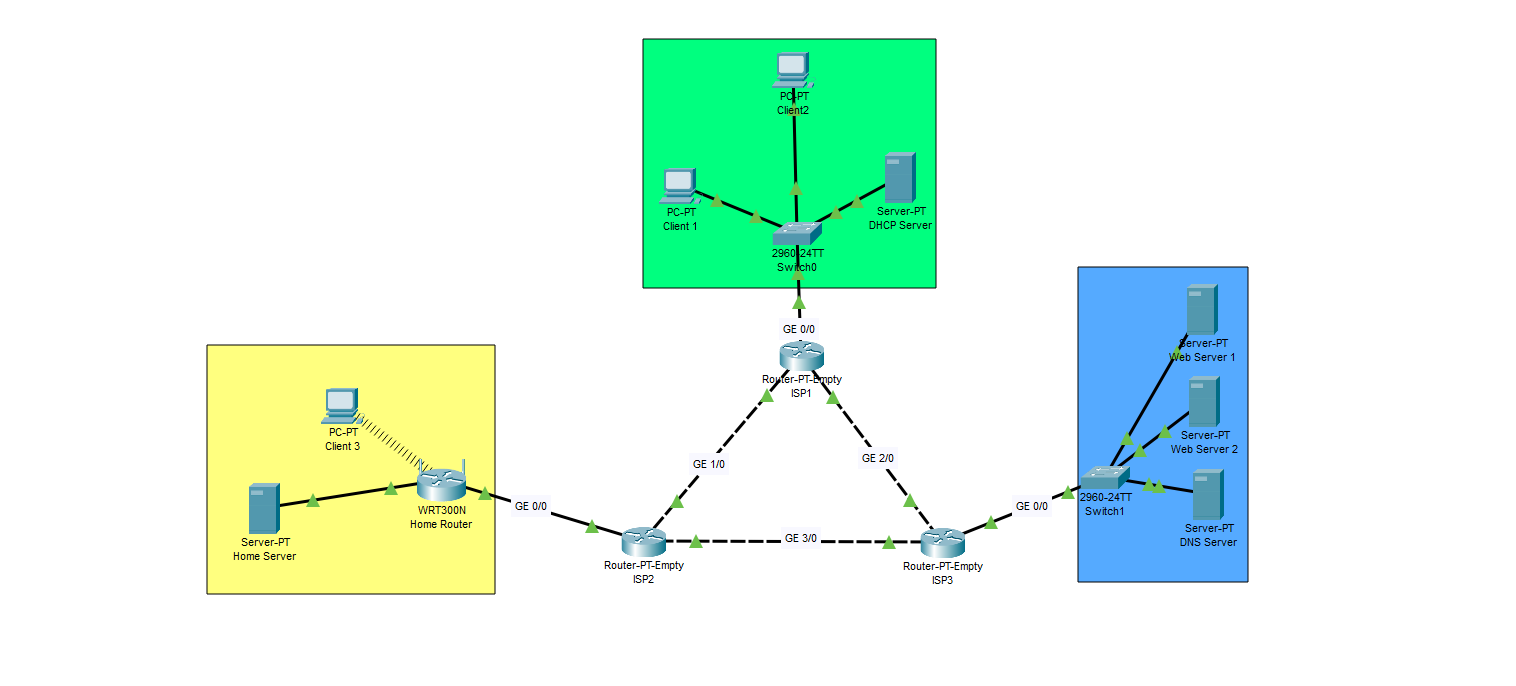 PC-PT
Client2
PC-PT
Client 1
Server-PT
DHCP Server
2960-24TT
Switch0
GE 0/0
Router-PT-Empty
ISP1
GE 1/0
GE 2/0
PC-PT
Client 3
WRT300N
Home Router
Server-PT
Home Server
GE 0/0
Router-PT-Empty
ISP2
GE 3/0
Router-PT-Empty
ISP3
GE 0/0
2960-24TT
Switch1
Server-PT
Web Server 1
Server-PT
Web Server 2
Server-PT
DNS Server